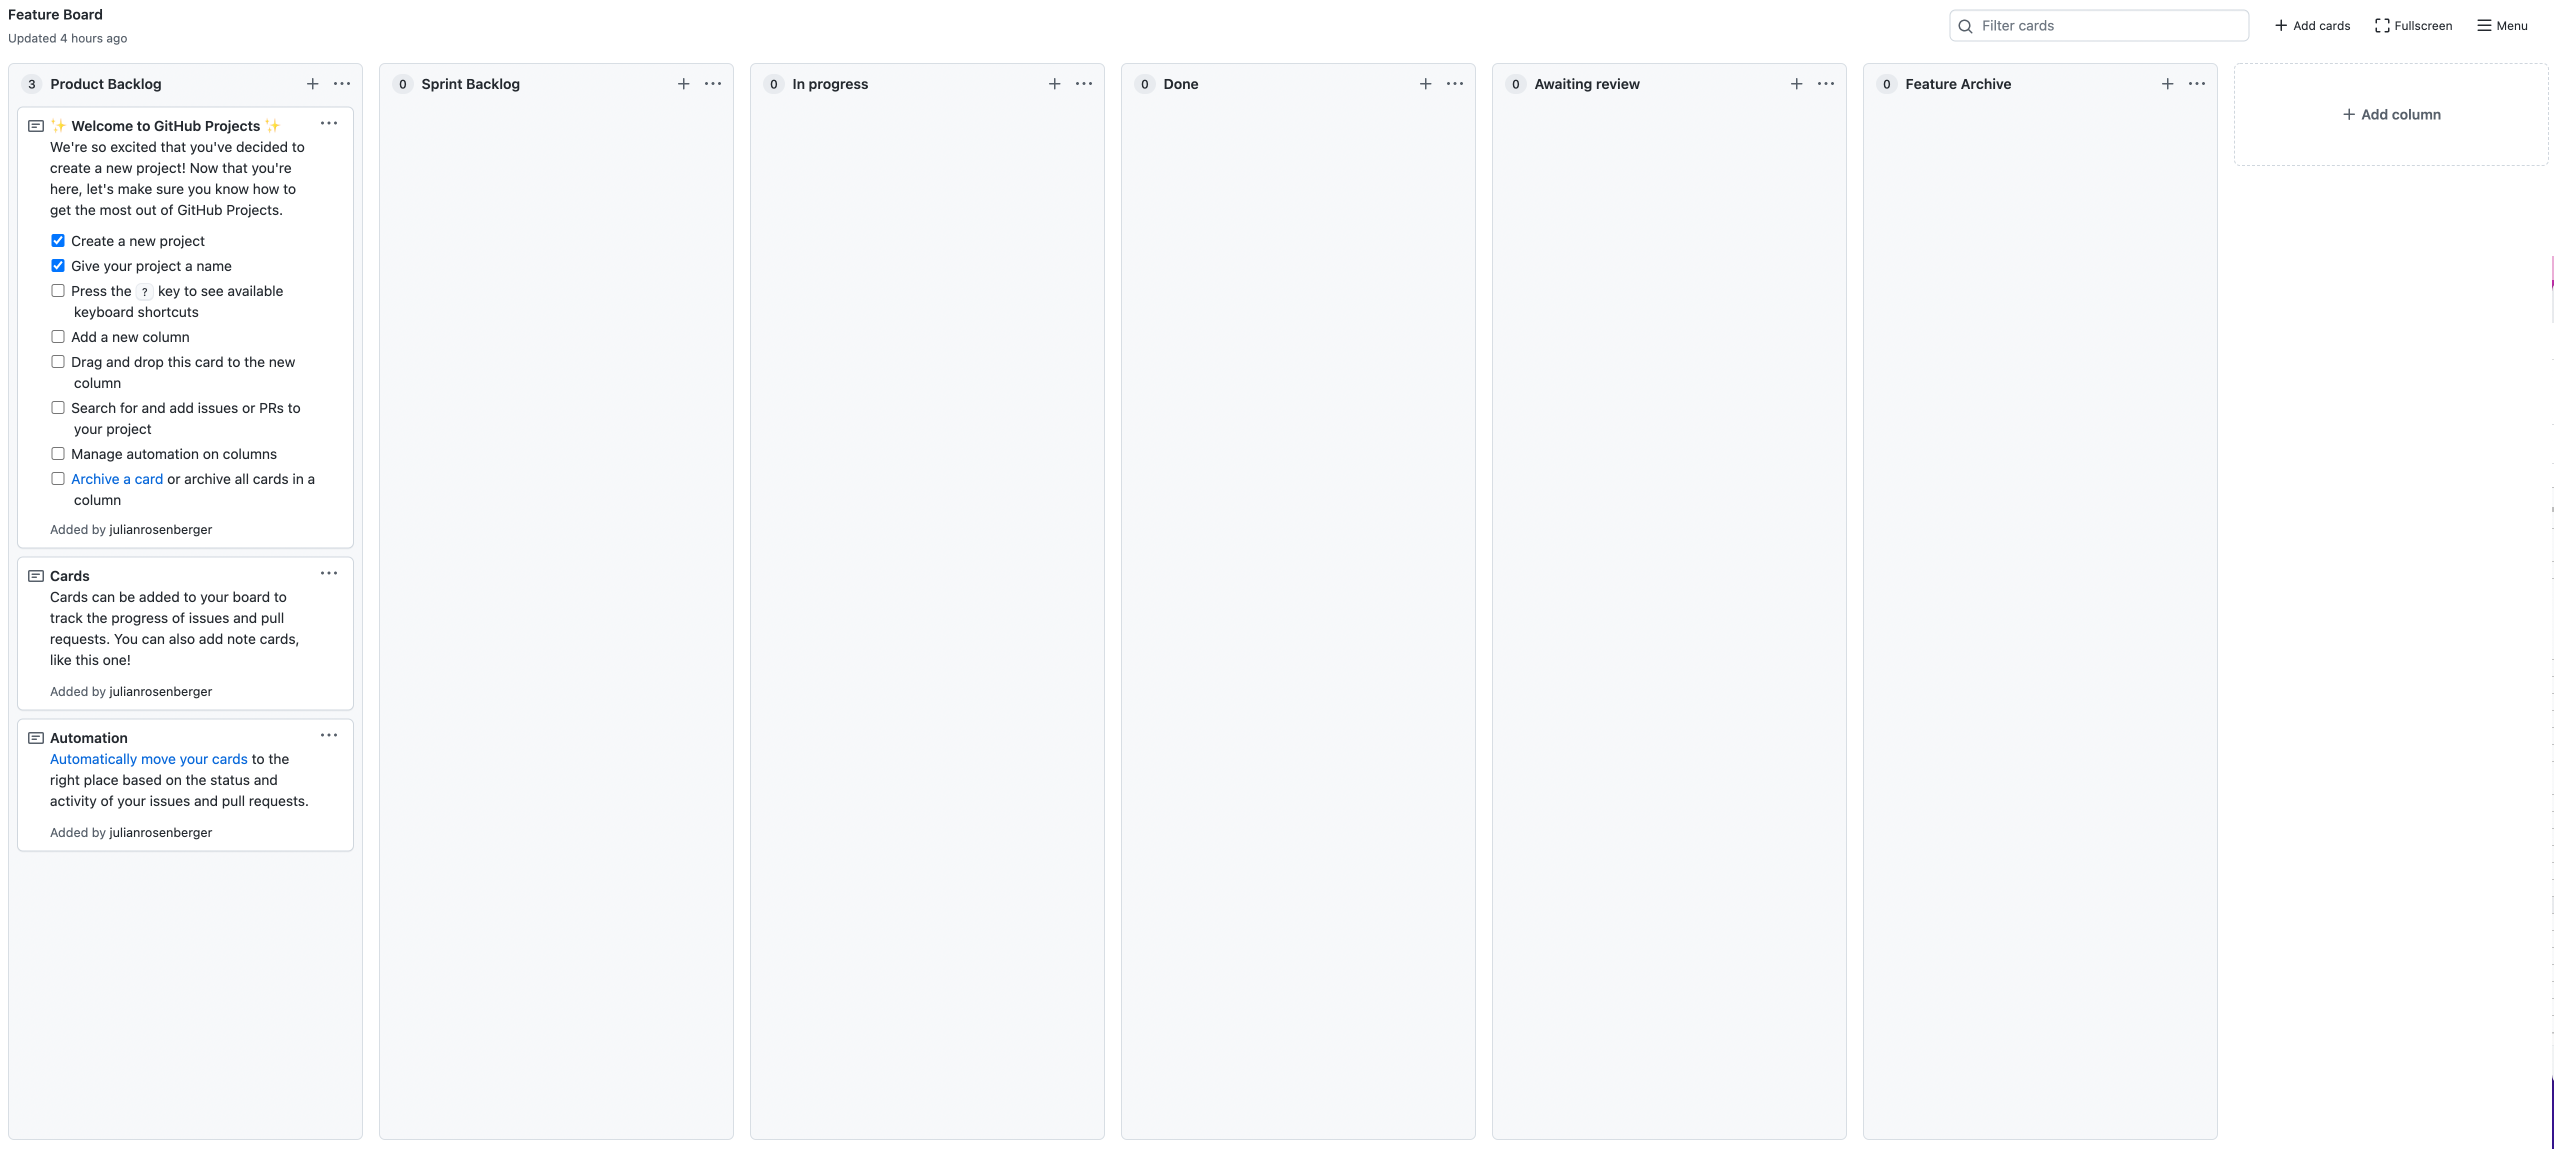 Feature Board
Updated 4 hours ago
Filter cards
Add cards
Fullscreen
Menu
3 Product Backlog
✨ Welcome to GitHub Projects ✨
We're so excited that you've decided to
create a new project! Now that you're
here, let's make sure you know how to
get the most out of GitHub Projects.
Create a new project
Give your project a name
Press the ? key to see available
keyboard shortcuts
Add a new column
Drag and drop this card to the new
column
Search for and add issues or PRs to
your project
Manage automation on columns
Archive a card or archive all cards in a
column
Added by julianrosenberger
Cards
Cards can be added to your board to
track the progress of issues and pull
requests. You can also add note cards,
like this one!
Added by julianrosenberger
Automation
Automatically move your cards to the
right place based on the status and
activity of your issues and pull requests.
Added by julianrosenberger
0 Sprint Backlog
0 In progress
0 Done
0 Awaiting review
0 Feature Archive
Add column